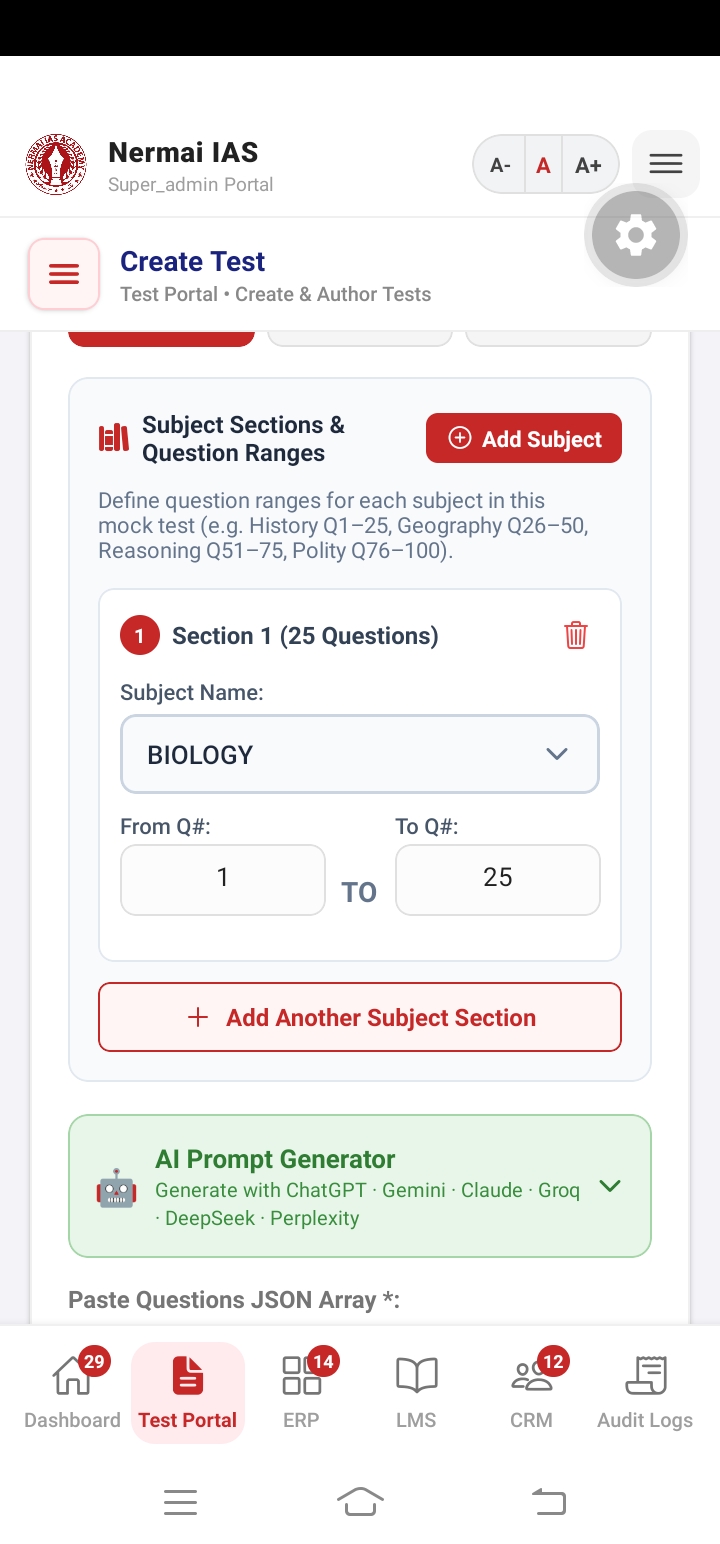 Nermai IAS
Super_admin Portal
A-
A
A+
Create Test
Test Portal • Create & Author Tests
Subject Sections &
Question Ranges
Add Subject
Define question ranges for each subject in this
mock test (e.g. History Q1–25, Geography Q26–50,
Reasoning Q51–75, Polity Q76–100).
1
Section 1 (25 Questions)
Subject Name:
BIOLOGY
From Q#:
To Q#:
1
TO
25
Add Another Subject Section
AI Prompt Generator
Generate with ChatGPT · Gemini · Claude · Groq
· DeepSeek · Perplexity
Paste Questions JSON Array *:
29
14
12
Dashboard
Test Portal
ERP
LMS
CRM
Audit Logs